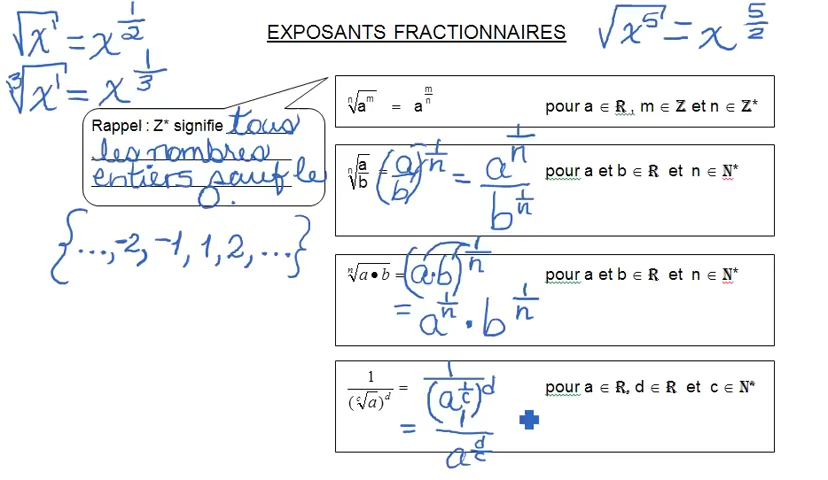 √x¹ = x^(1/2)
EXPOSANTS FRACTIONNAIRES
√x⁵ = x^(5/2)
³√x¹ = x^(1/3)
ⁿ√a^m = a^(m/n) pour a ∈ R, m ∈ Z et n ∈ Z*
Rappel : Z* signifie tous
les nombres
entiers sauf le
0.
{..., -2, -1, 1, 2, ...}
ⁿ√(a/b) = (a/b)^(1/n) = a^(1/n) / b^(1/n) pour a et b ∈ R et n ∈ N*
ⁿ√(a • b) = (a·b)^(1/n) pour a et b ∈ R et n ∈ N*
= a^(1/n) · b^(1/n)
1/(ᶜ√a)^d = 1/(a^(1/c))^d pour a ∈ R, d ∈ R et c ∈ N*
= 1/a^(d/c)